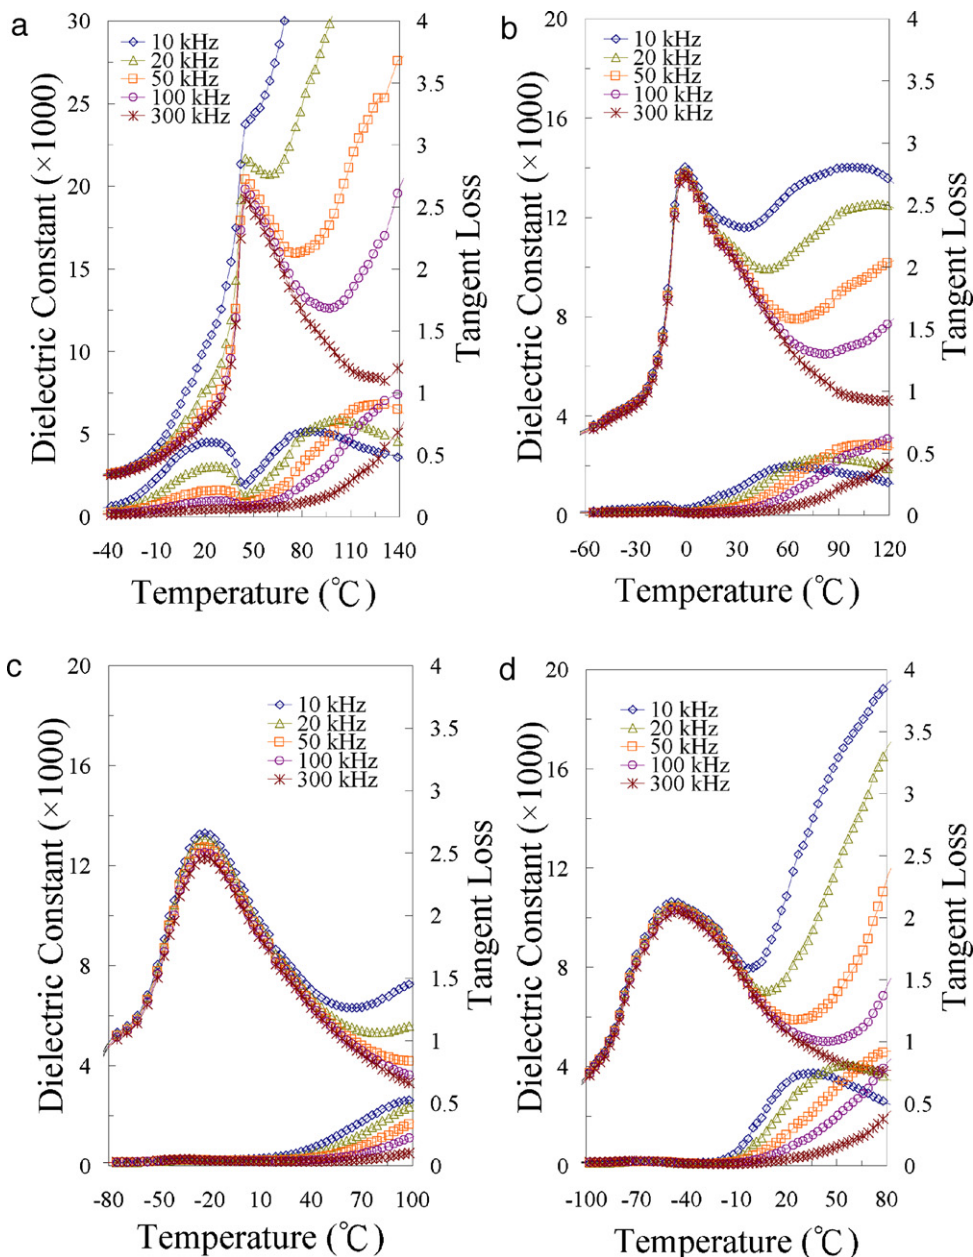 a
30
25
20
15
10
5
0
Dielectric Constant (×1000)
10 kHz
20 kHz
50 kHz
100 kHz
300 kHz
4
3.5
3
2.5
2
1.5
1
0.5
0
Tangent Loss
-40 -10 20 50 80 110 140
Temperature (℃)
b
20
16
12
8
4
0
Dielectric Constant (×1000)
10 kHz
20 kHz
50 kHz
100 kHz
300 kHz
4
3.5
3
2.5
2
1.5
1
0.5
0
Tangent Loss
-60 -30 0 30 60 90 120
Temperature (℃)
c
20
16
12
8
4
0
Dielectric Constant (×1000)
10 kHz
20 kHz
50 kHz
100 kHz
300 kHz
4
3.5
3
2.5
2
1.5
1
0.5
0
Tangent Loss
-80 -50 -20 10 40 70 100
Temperature (℃)
d
20
16
12
8
4
0
Dielectric Constant (×1000)
10 kHz
20 kHz
50 kHz
100 kHz
300 kHz
4
3.5
3
2.5
2
1.5
1
0.5
0
Tangent Loss
-100 -70 -40 -10 20 50 80
Temperature (℃)